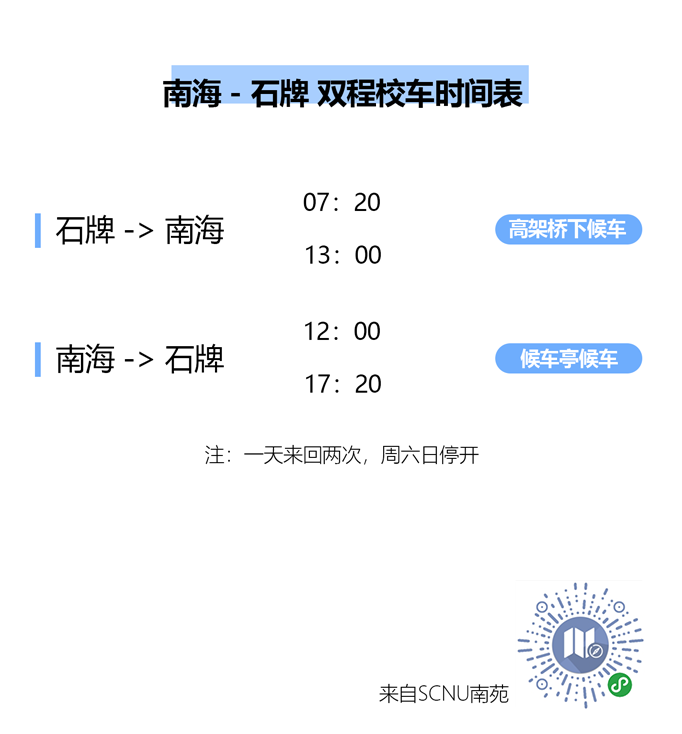 南海 - 石牌 双程校车时间表
07：20
石牌 -> 南海
高架桥下候车
13：00
12：00
南海 -> 石牌
候车亭候车
17：20
注：一天来回两次，周六日停开
来自SCNU南苑